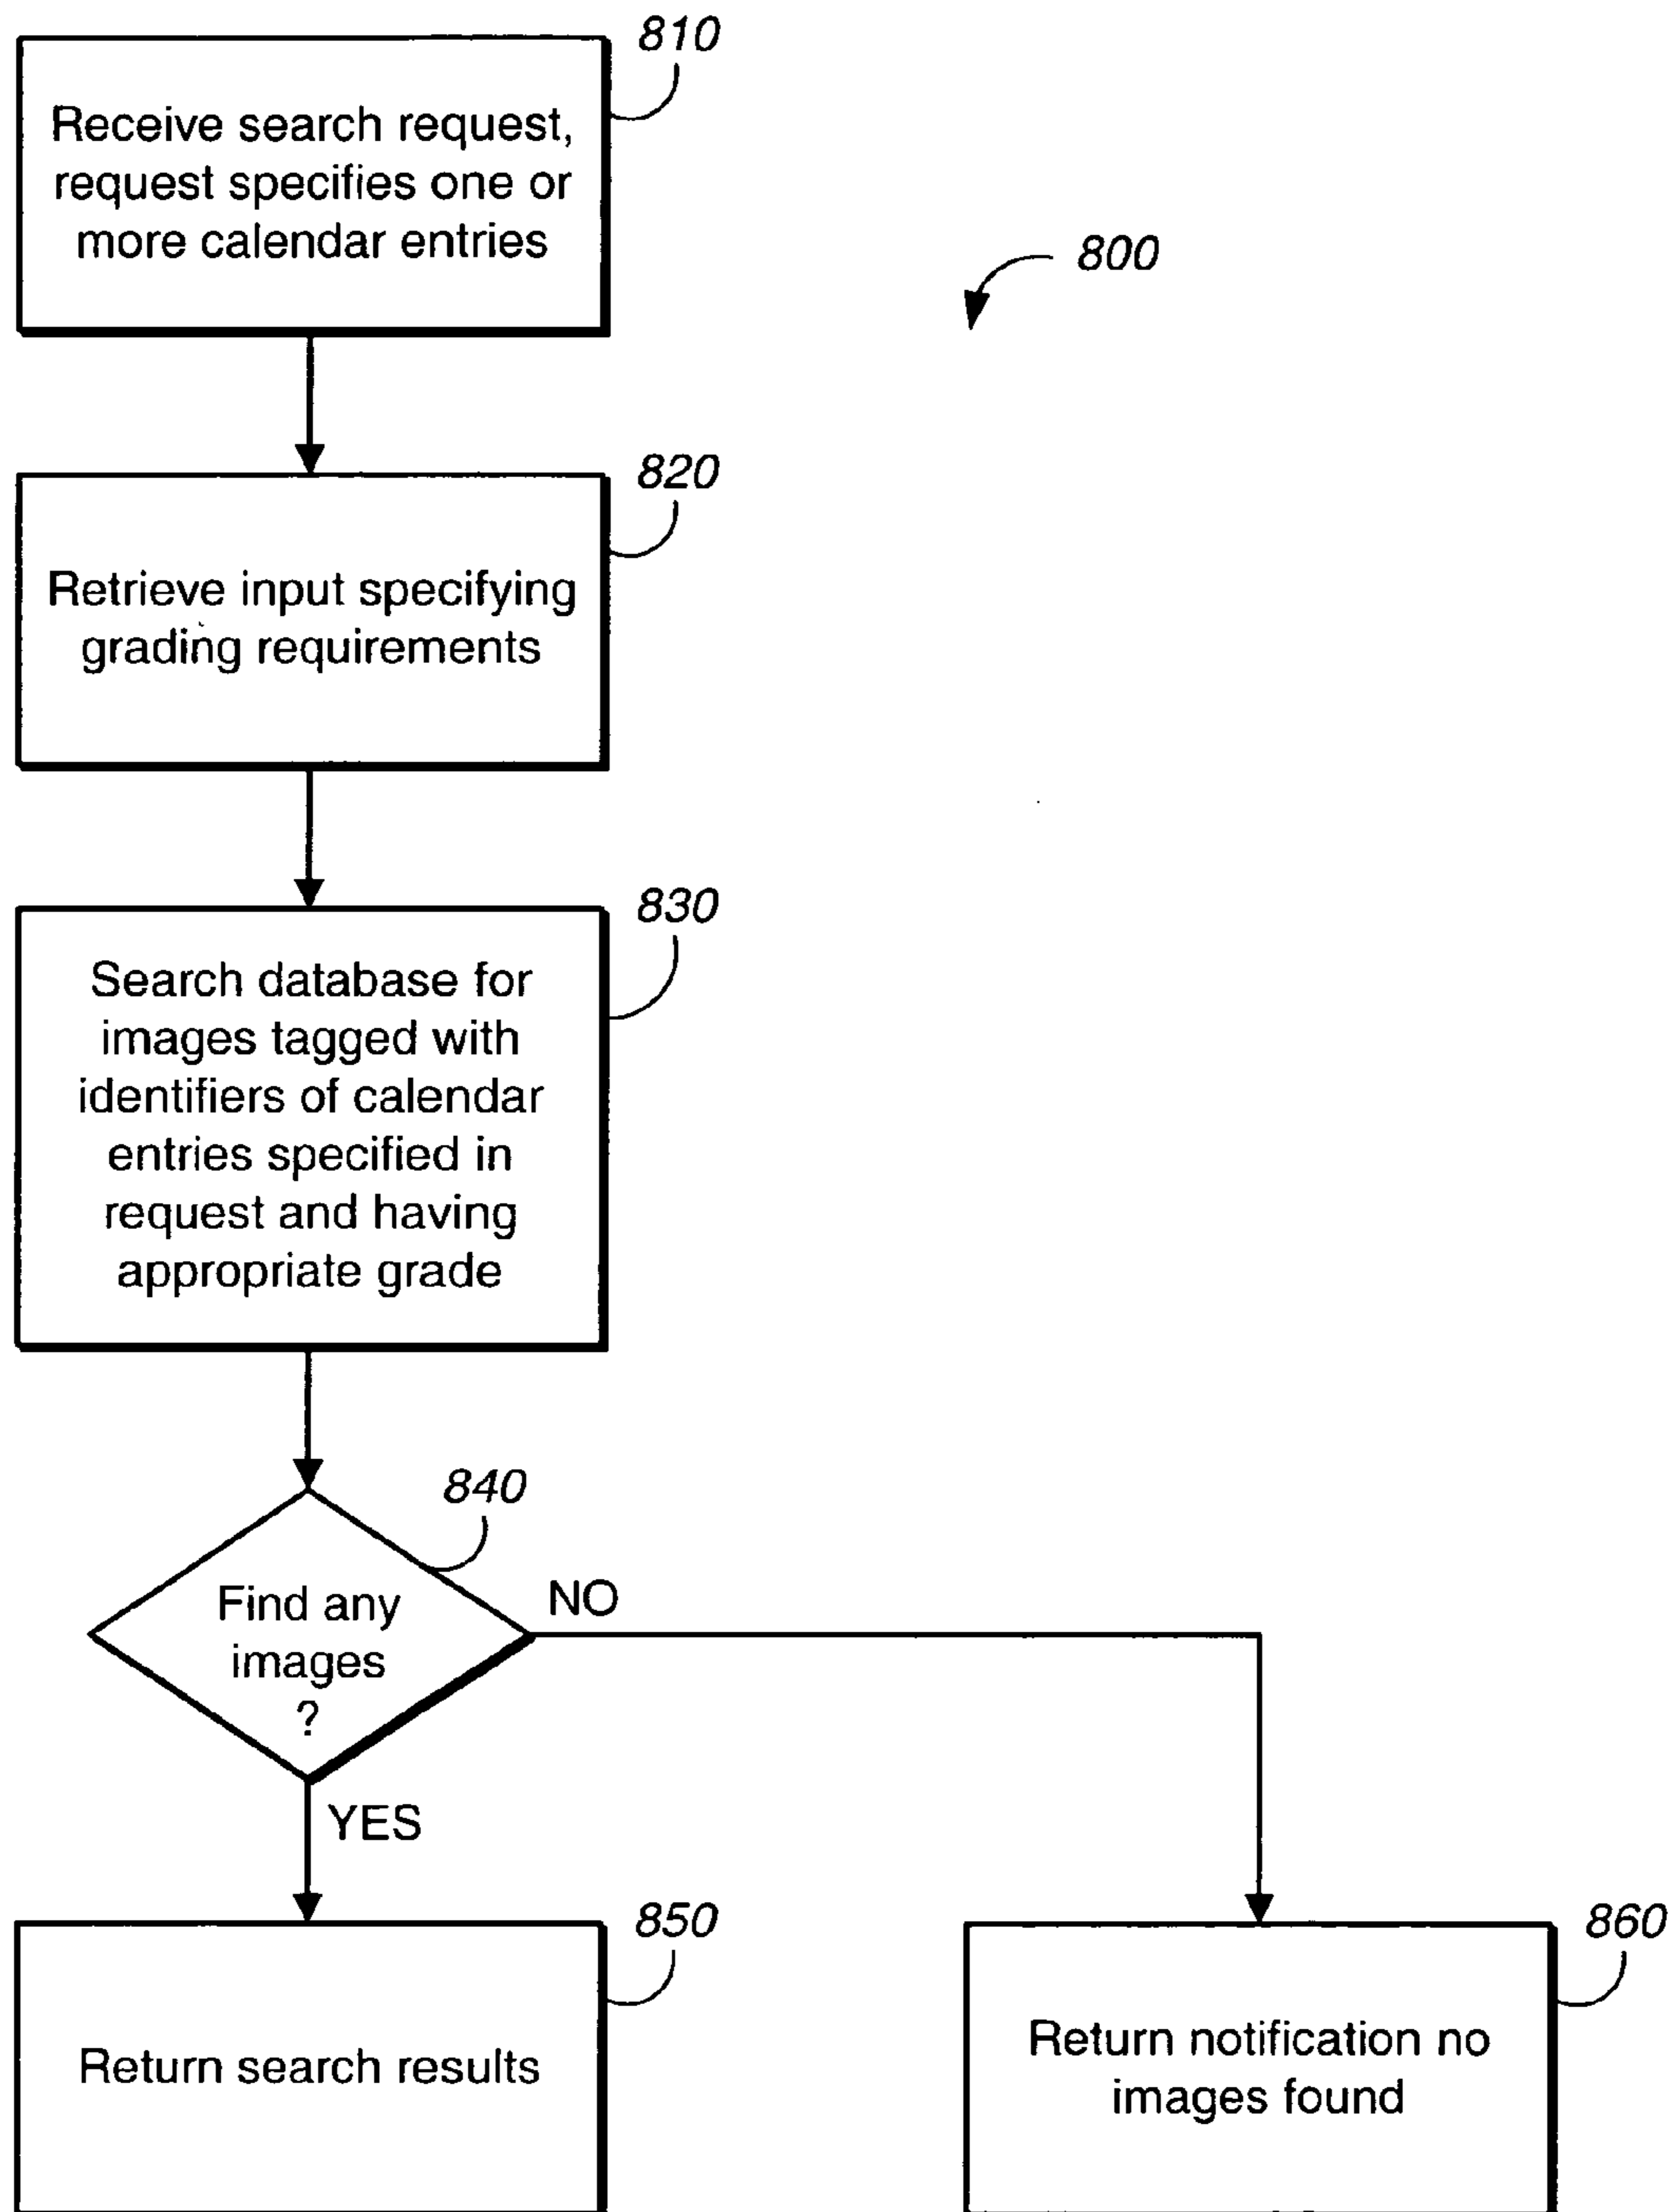 810
Receive search request,
request specifies one or
more calendar entries
800
820
Retrieve input specifying
grading requirements
830
Search database for
images tagged with
identifiers of calendar
entries specified in
request and having
appropriate grade
840
Find any
images
?
NO
YES
850
Return search results
860
Return notification no
images found